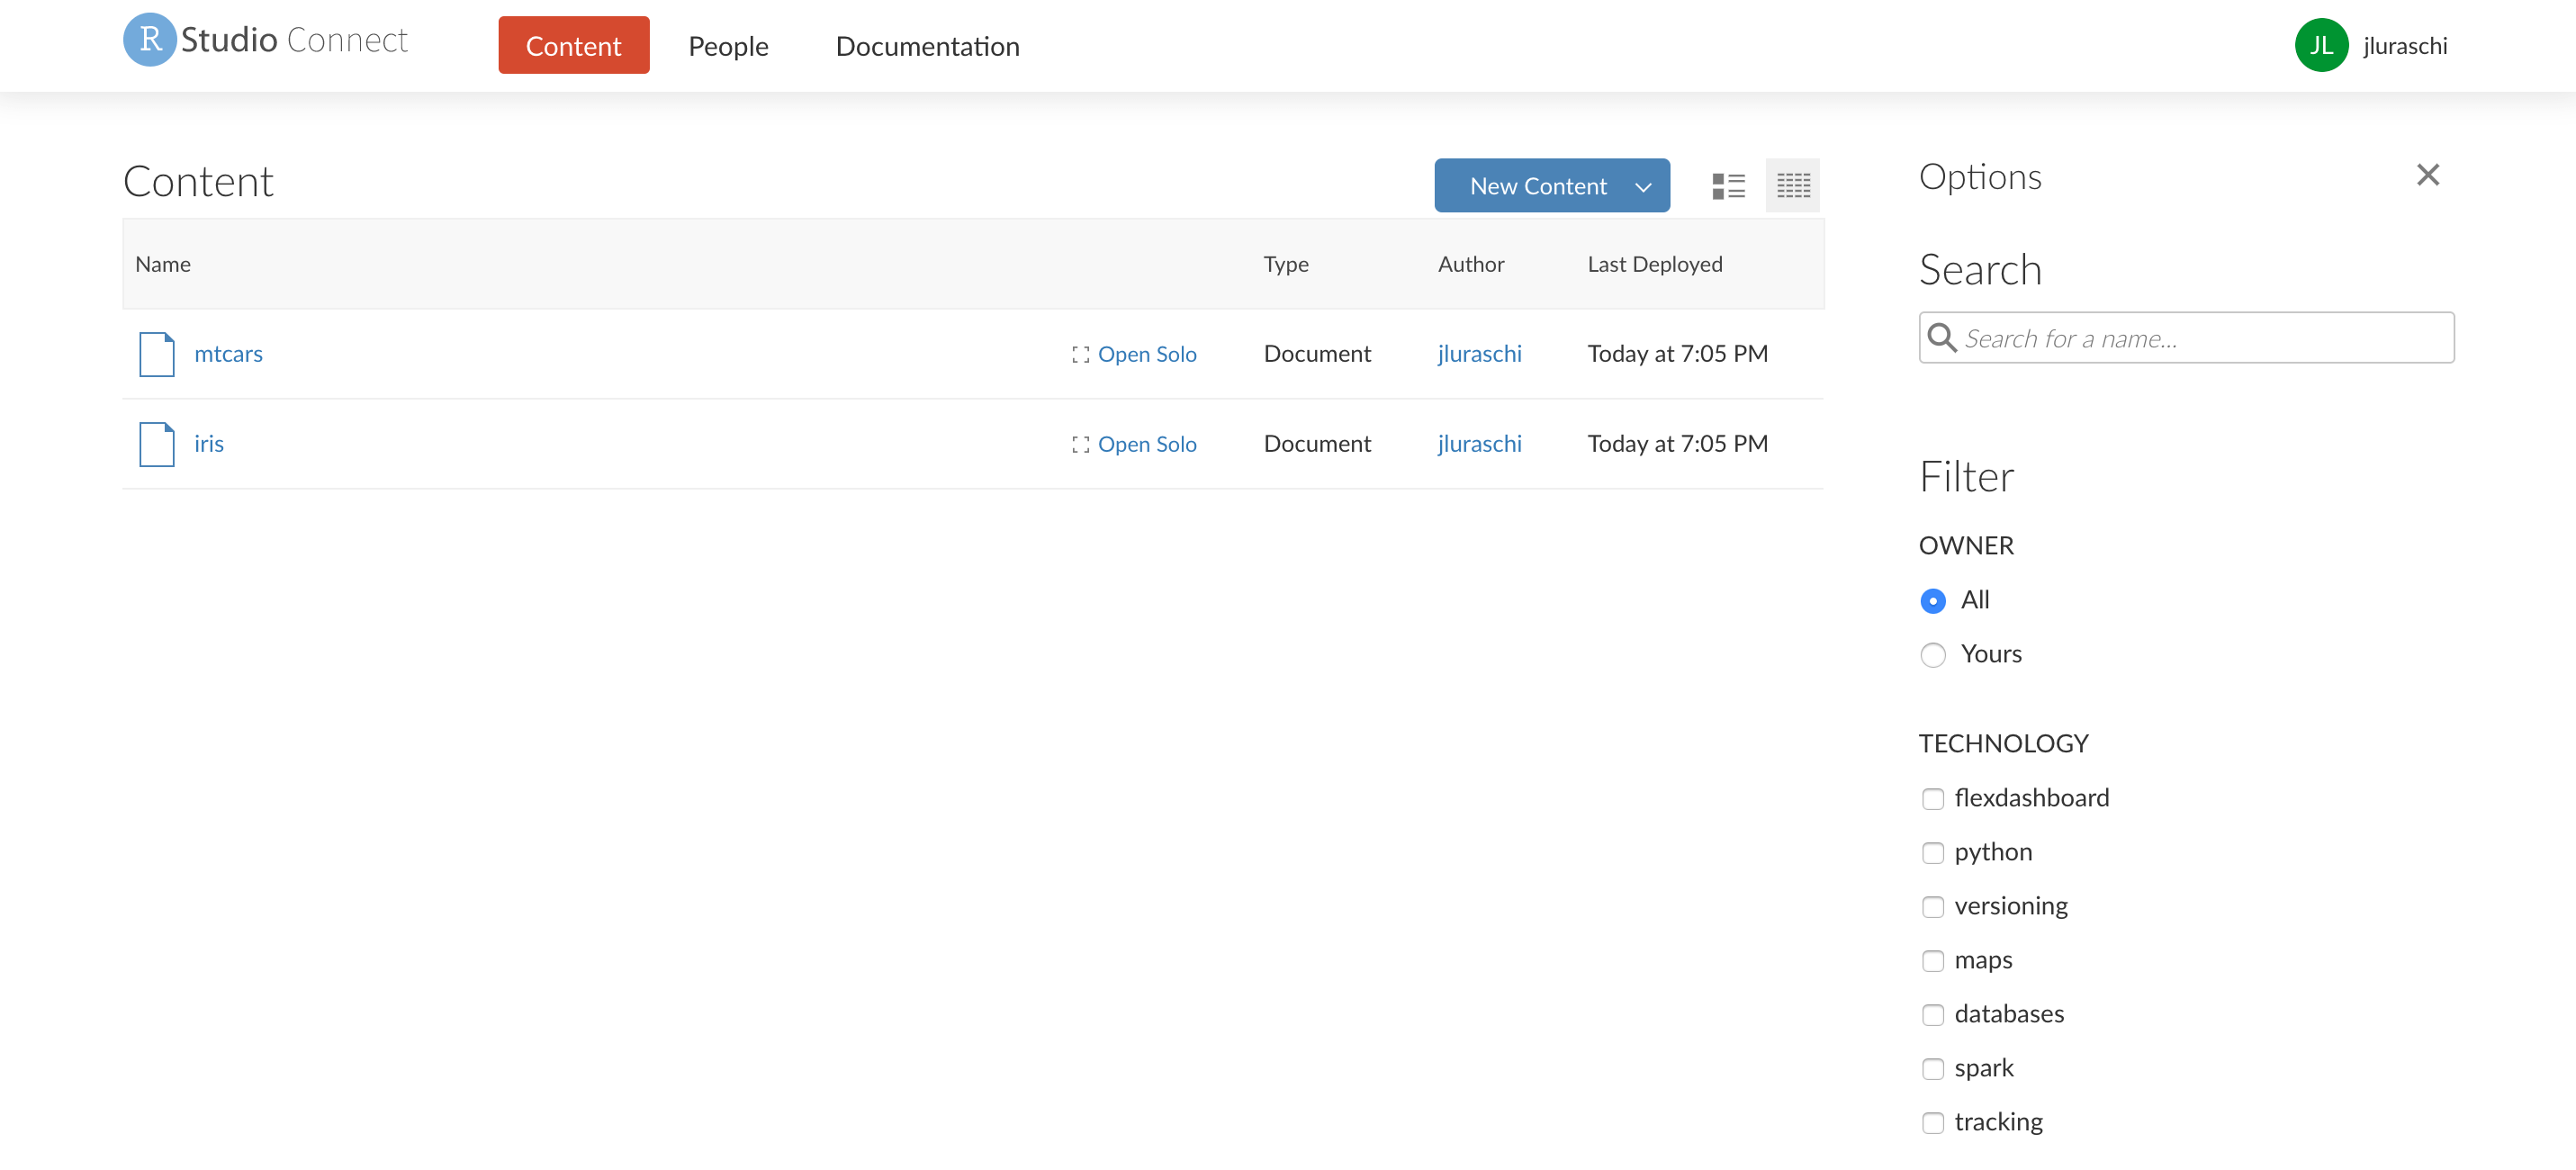 R Studio Connect
Content
People
Documentation
JL
jluraschi
Content
New Content
Name
Type
Author
Last Deployed
mtcars
Open Solo
Document
jluraschi
Today at 7:05 PM
iris
Open Solo
Document
jluraschi
Today at 7:05 PM
Options
Search
Search for a name...
Filter
OWNER
All
Yours
TECHNOLOGY
flexdashboard
python
versioning
maps
databases
spark
tracking